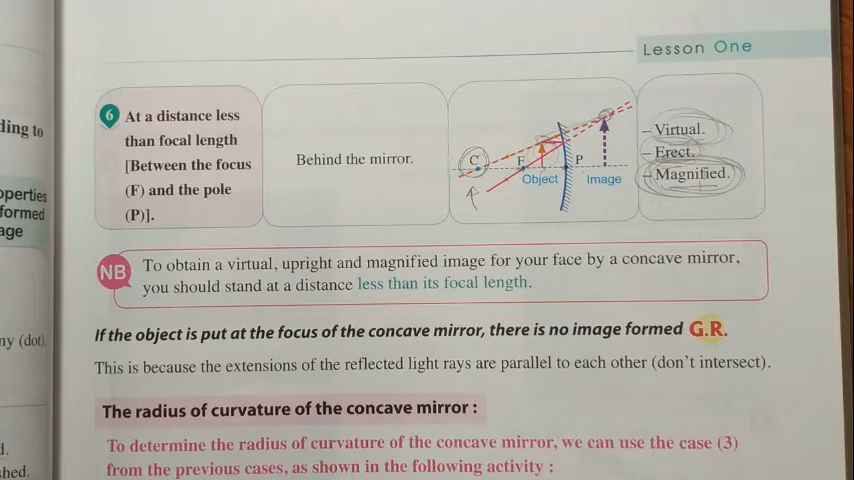 Lesson One
ding to
operties
formed
age
ny (dot).
d.
shed.
6 At a distance less
than focal length
[Between the focus
(F) and the pole
(P)].
Behind the mirror.
C F P
Object Image
– Virtual.
– Erect.
– Magnified.
NB To obtain a virtual, upright and magnified image for your face by a concave mirror,
you should stand at a distance less than its focal length.
If the object is put at the focus of the concave mirror, there is no image formed G.R.
This is because the extensions of the reflected light rays are parallel to each other (don't intersect).
The radius of curvature of the concave mirror :
To determine the radius of curvature of the concave mirror, we can use the case (3)
from the previous cases, as shown in the following activity :